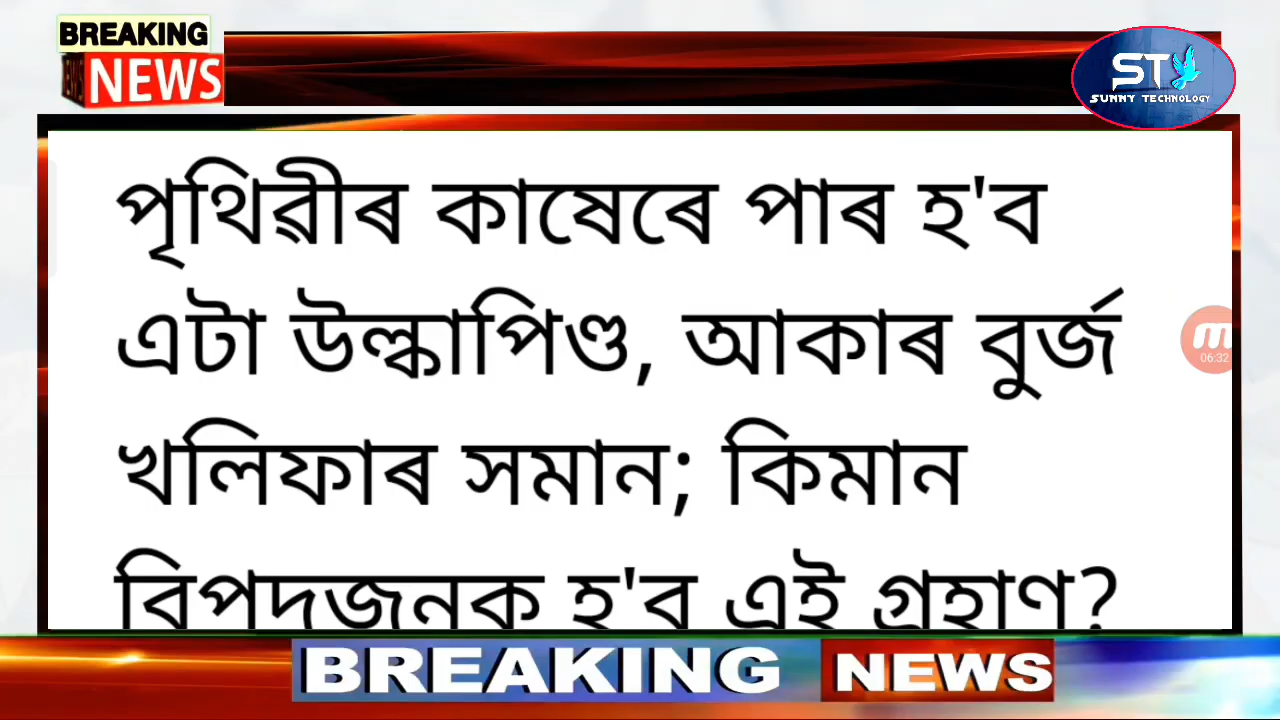 BREAKING
NEWS
ST
SUNNY TECHNOLOGY
পৃথিৱীৰ কাষেৰে পাৰ হ'ব
এটা উল্কাপিণ্ড, আকাৰ বুৰ্জ
খলিফাৰ সমান; কিমান
বিপদজনক হ'ব এই গ্ৰহাণ?
06:32
BREAKING NEWS